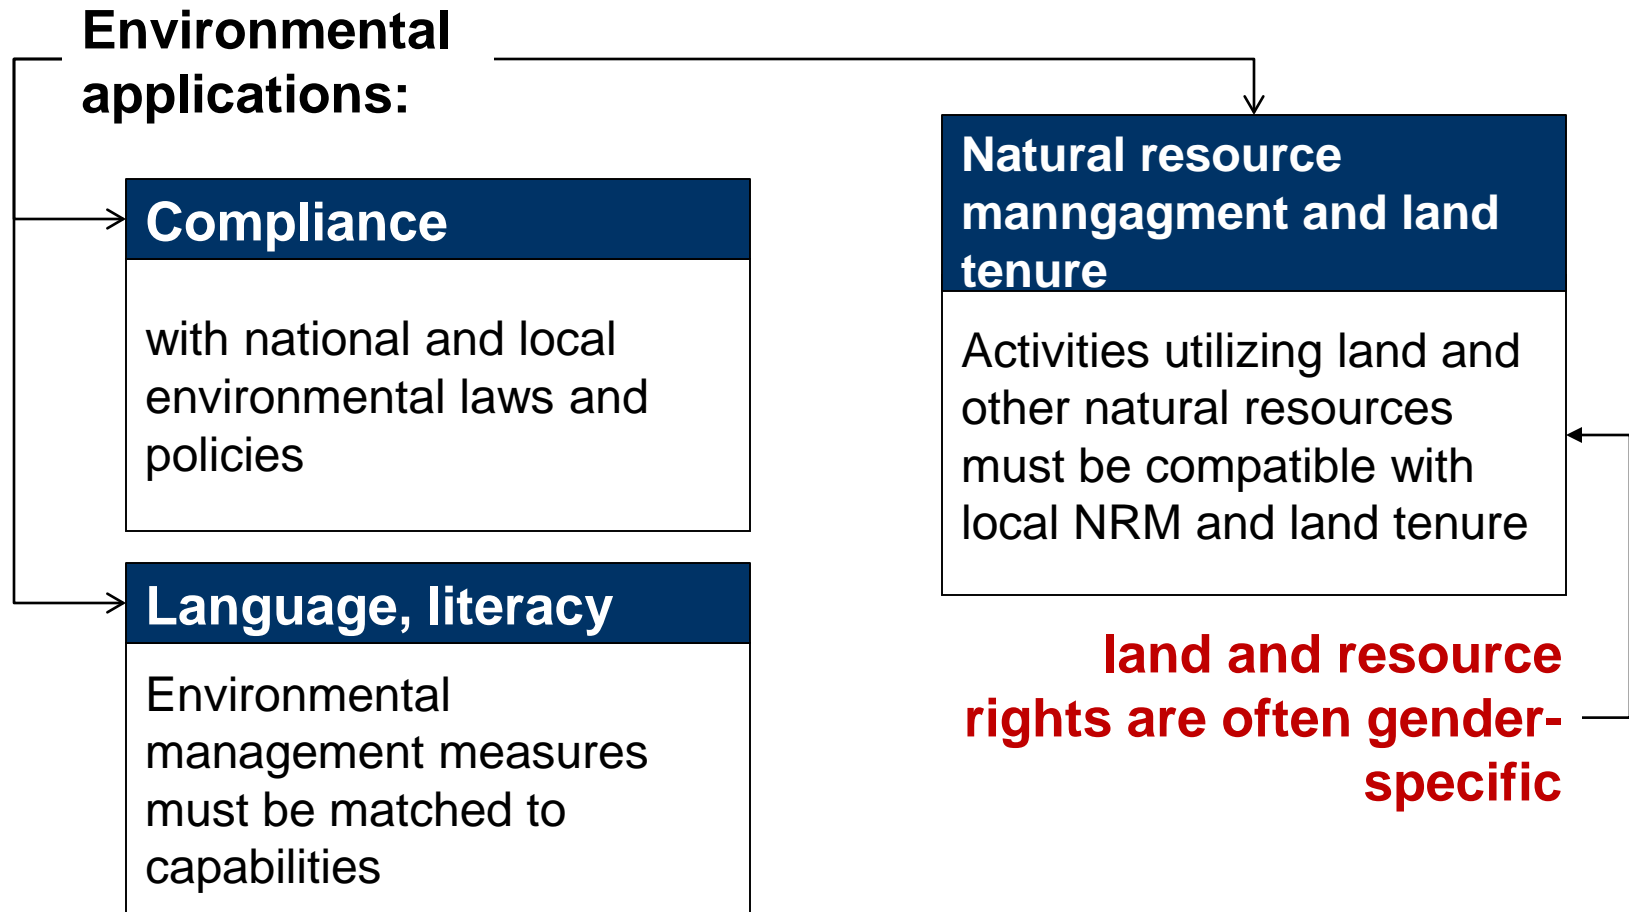 Environmental
applications:
Compliance
with national and local
environmental laws and
policies
Language, literacy
Environmental
management measures
must be matched to
capabilities
Natural resource
manngagment and land
tenure
Activities utilizing land and
other natural resources
must be compatible with
local NRM and land tenure
land and resource
rights are often gender-
specific